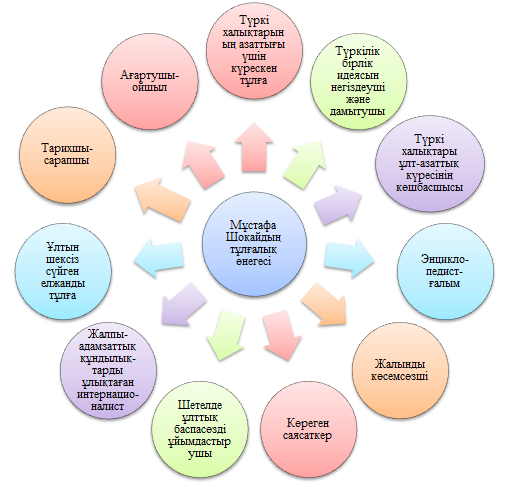 Түркі
халықтарын
ың азаттығы
үшін
күрескен
тұлға
Түркілік
бірлік
идеясын
негіздеуші
және
дамытушы
Түркі
халықтары
ұлт-азаттық
күресінің
көшбасшысы
Энцикло-
педист-
ғалым
Жалынды
көсемсөзші
Көреген
саясаткер
Шетелде
ұлттық
баспасөзді
ұйымдастыр
ушы
Жалпы-
адамзаттық
құндылық-
тарды
ұлықтаған
интернацио-
налист
Ұлтын
шексіз
сүйген
елжанды
тұлға
Тарихшы-
сарапшы
Ағартушы-
ойшыл
Мұстафа
Шоқайдың
тұлғалық
өнегесі